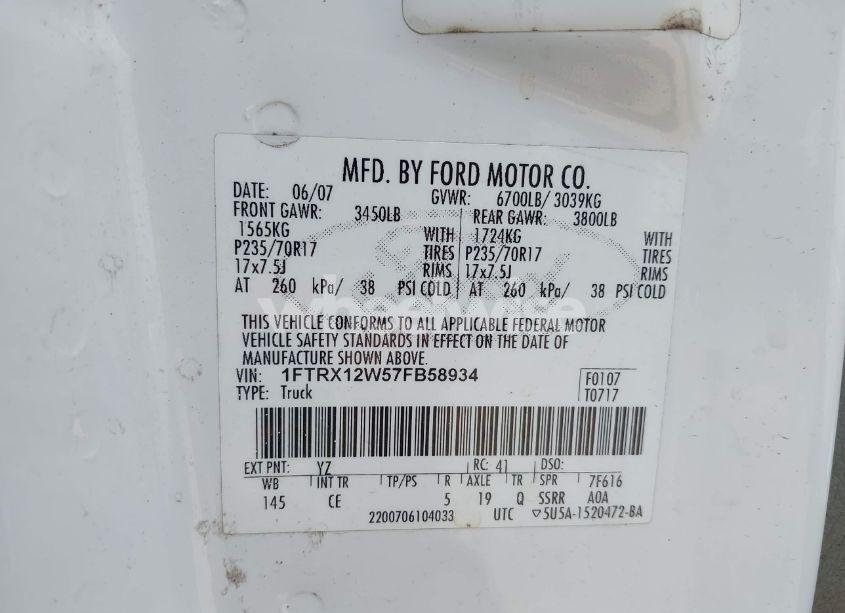 MFD. BY FORD MOTOR CO.
DATE: 06/07 GVWR: 6700LB/ 3039KG
FRONT GAWR: 3450LB REAR GAWR: 3800LB
1565KG WITH 1724KG WITH
P235/70R17 TIRES P235/70R17 TIRES
17x7.5J RIMS 17x7.5J RIMS
AT 260 kPa/ 38 PSI COLD AT 260 kPa/ 38 PSI COLD
THIS VEHICLE CONFORMS TO ALL APPLICABLE FEDERAL MOTOR
VEHICLE SAFETY STANDARDS IN EFFECT ON THE DATE OF
MANUFACTURE SHOWN ABOVE.
VIN: 1FTRX12W57FB58934 F0107
TYPE: Truck T0717
EXT PNT: YZ RC: 41 DSO:
WB INT TR TP/PS R AXLE TR SPR 7F616
145 CE 5 19 Q SSRR A0A
2200706104033 UTC ▽5U5A-1520472-BA